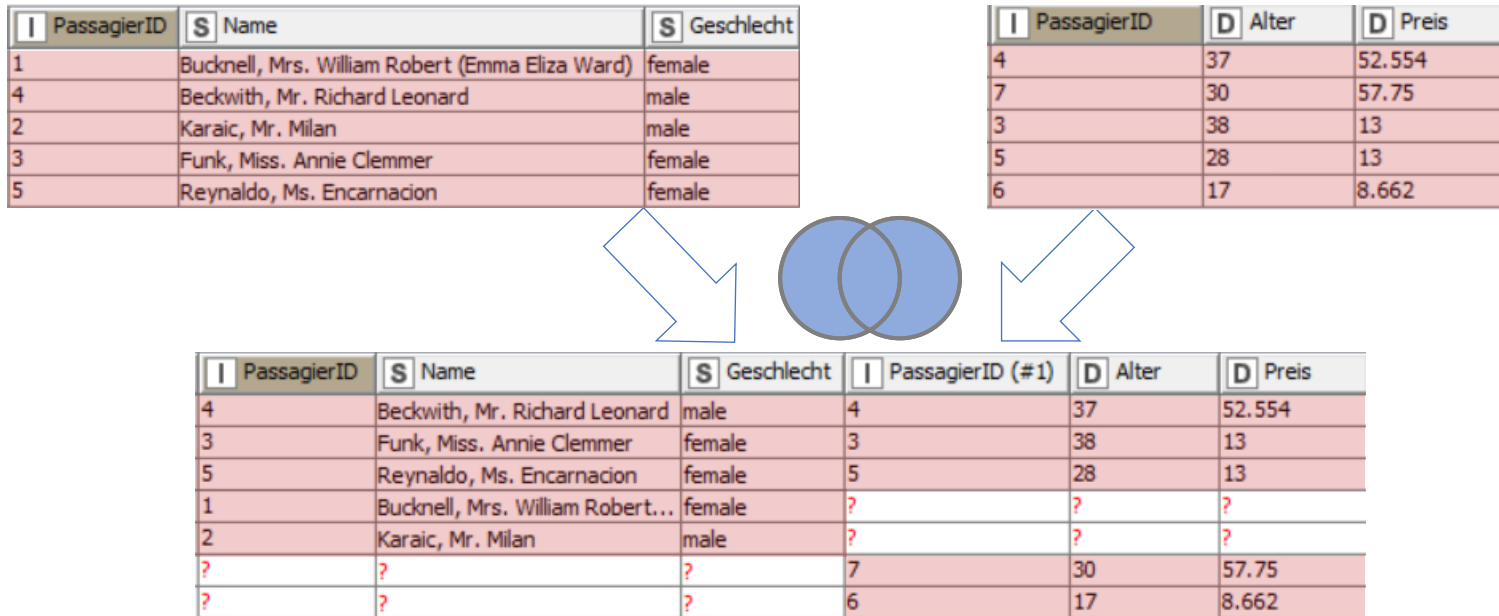 I PassagierID S Name S Geschlecht
1 Bucknell, Mrs. William Robert (Emma Eliza Ward) female
4 Beckwith, Mr. Richard Leonard male
2 Karaic, Mr. Milan male
3 Funk, Miss. Annie Clemmer female
5 Reynaldo, Ms. Encarnacion female
I PassagierID D Alter D Preis
4 37 52.554
7 30 57.75
3 38 13
5 28 13
6 17 8.662
I PassagierID S Name S Geschlecht I PassagierID (#1) D Alter D Preis
4 Beckwith, Mr. Richard Leonard male 4 37 52.554
3 Funk, Miss. Annie Clemmer female 3 38 13
5 Reynaldo, Ms. Encarnacion female 5 28 13
1 Bucknell, Mrs. William Robert... female ? ? ?
2 Karaic, Mr. Milan male ? ? ?
? ? ? 7 30 57.75
? ? ? 6 17 8.662